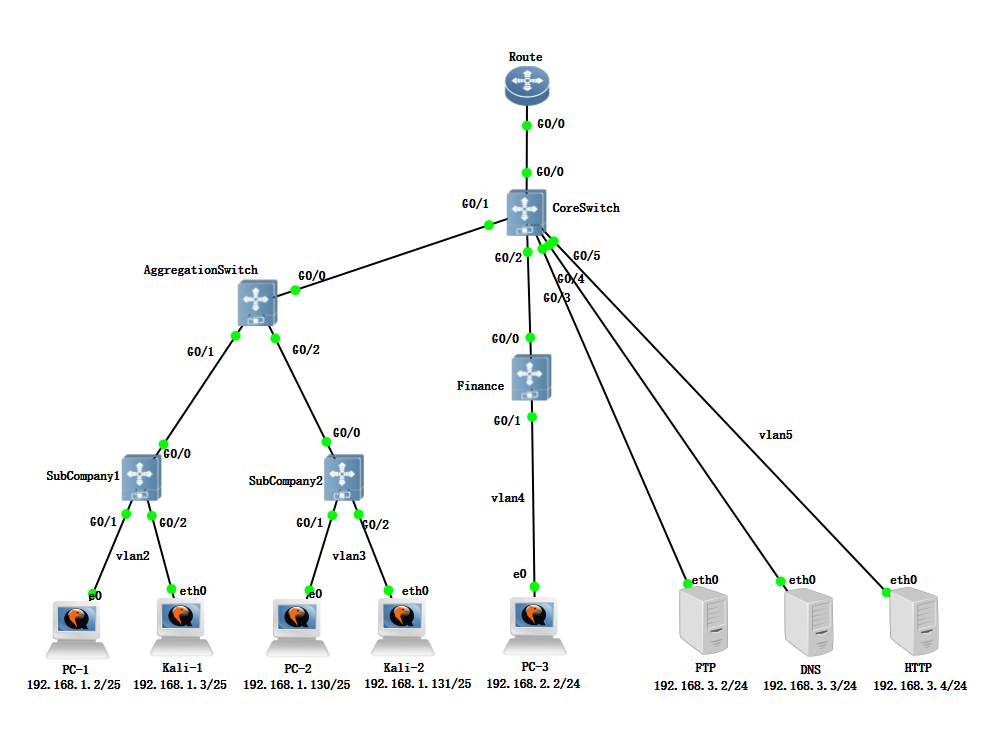 Route
G0/0
G0/0
G0/1
CoreSwitch
G0/2
G0/5
G0/4
G0/3
AggregationSwitch
G0/0
G0/1
G0/2
G0/0
Finance
G0/1
G0/0
G0/0
SubCompany1
SubCompany2
vlan5
vlan4
G0/1
G0/2
G0/1
G0/2
vlan2
vlan3
e0
eth0
e0
eth0
e0
eth0
eth0
eth0
PC-1
192.168.1.2/25
Kali-1
192.168.1.3/25
PC-2
192.168.1.130/25
Kali-2
192.168.1.131/25
PC-3
192.168.2.2/24
FTP
192.168.3.2/24
DNS
192.168.3.3/24
HTTP
192.168.3.4/24